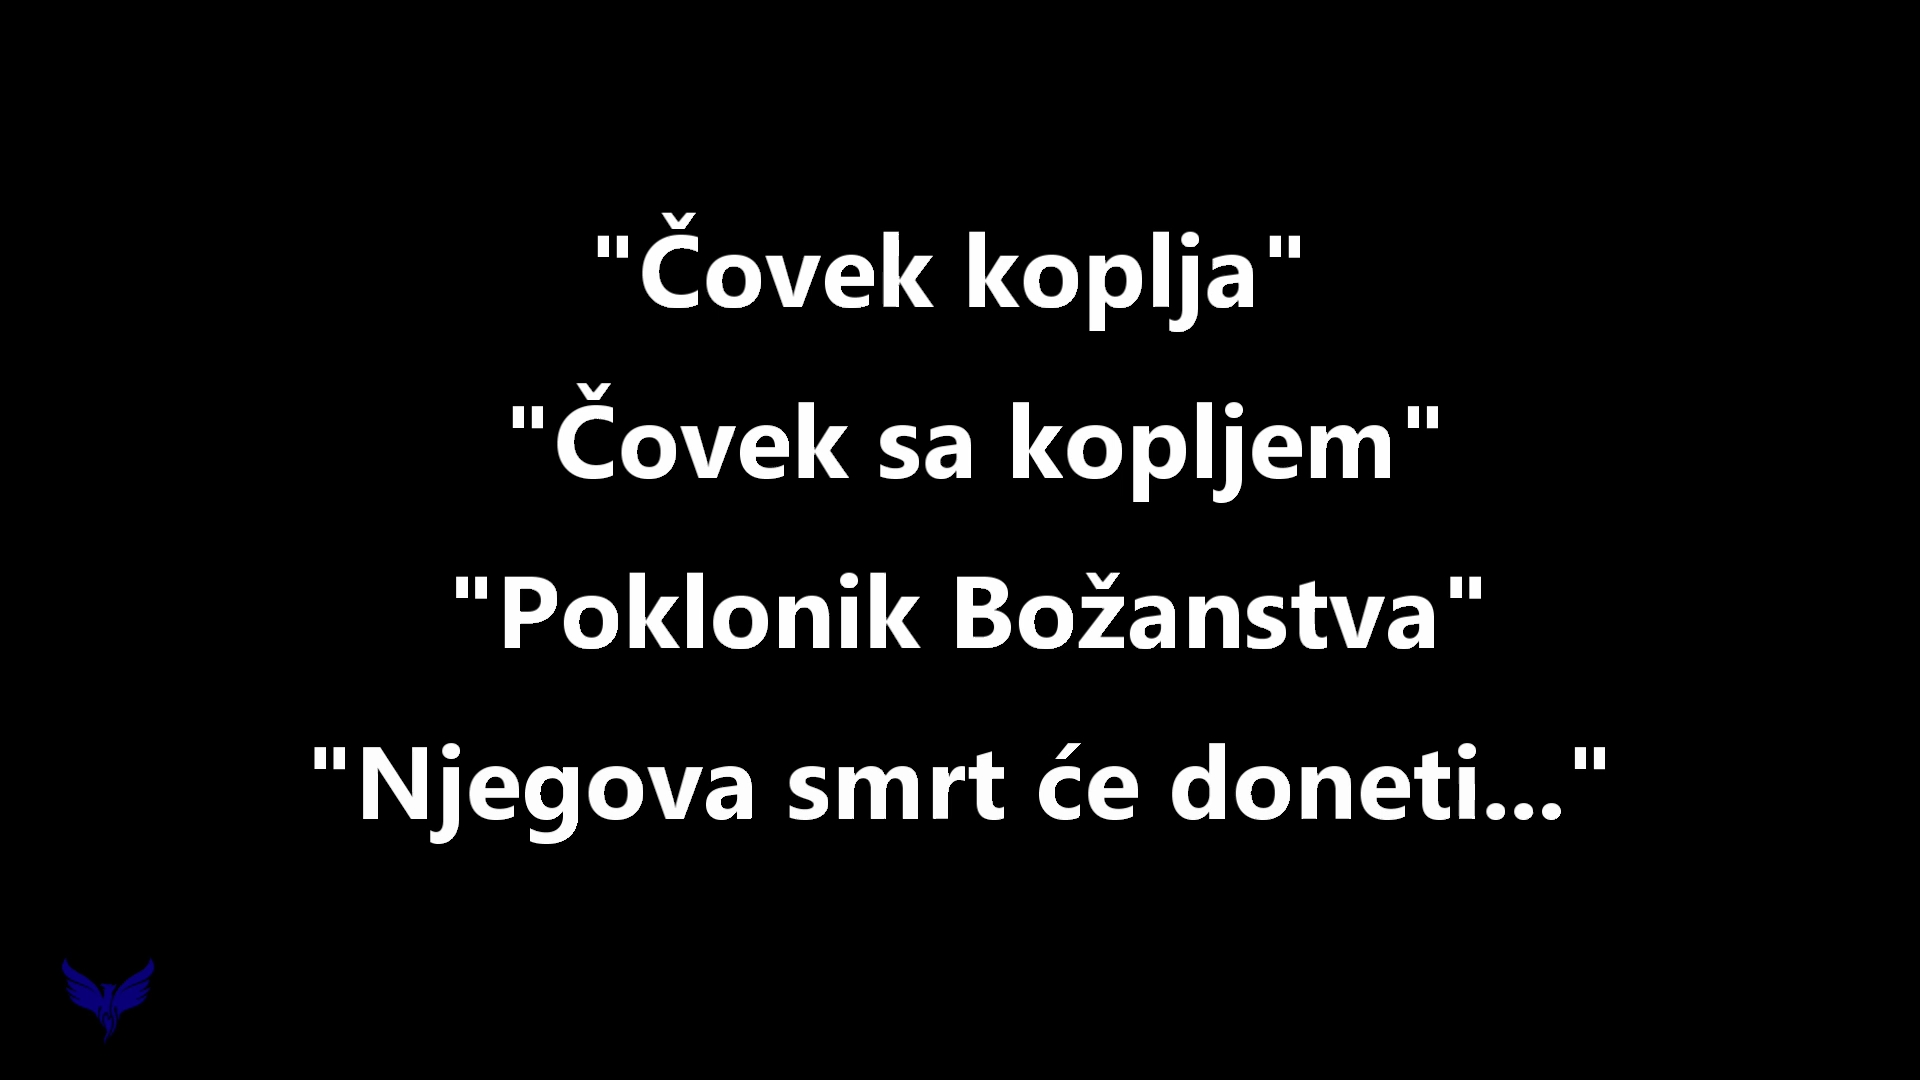 "Čovek koplja"
"Čovek sa kopljem"
"Poklonik Božanstva"
"Njegova smrt će doneti..."